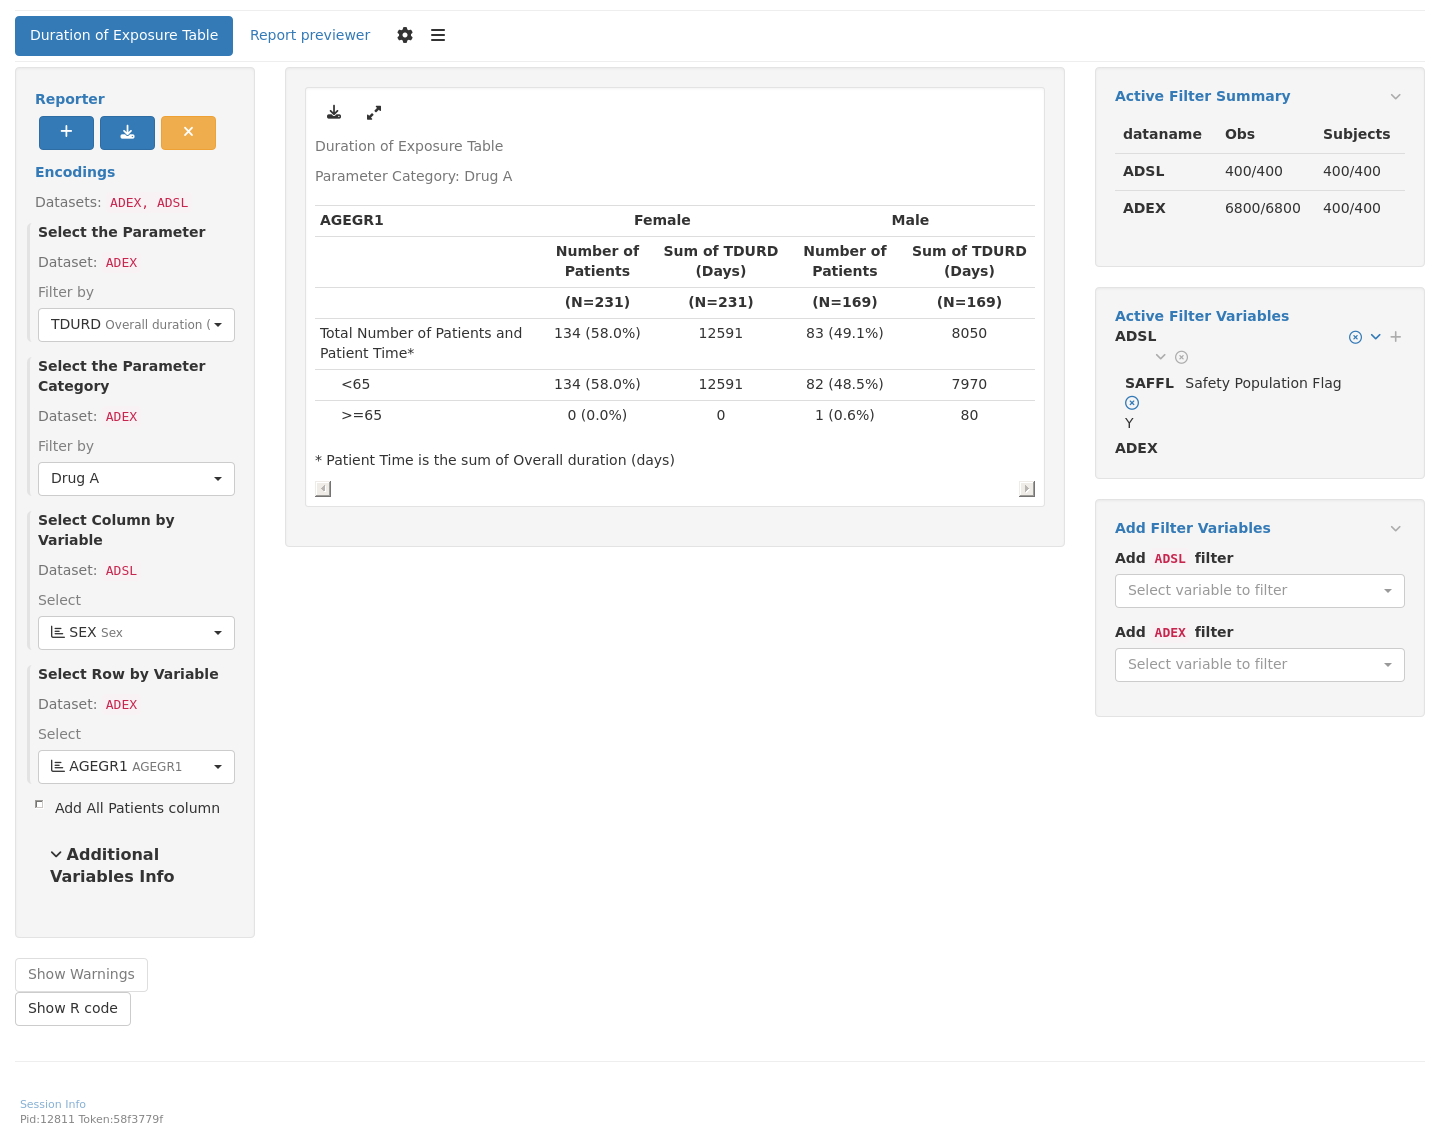 Duration of Exposure Table
Report previewer
Reporter
Encodings
Datasets: ADEX, ADSL
Select the Parameter
Dataset: ADEX
Filter by
TDURD Overall duration (
Select the Parameter
Category
Dataset: ADEX
Filter by
Drug A
Select Column by
Variable
Dataset: ADSL
Select
SEX Sex
Select Row by Variable
Dataset: ADEX
Select
AGEGR1 AGEGR1
Add All Patients column
Additional
Variables Info
Show Warnings
Show R code
Duration of Exposure Table
Parameter Category: Drug A
AGEGR1 Female Male
Number of Patients Sum of TDURD (Days) Number of Patients Sum of TDURD (Days)
(N=231) (N=231) (N=169) (N=169)
Total Number of Patients and Patient Time* 134 (58.0%) 12591 83 (49.1%) 8050
<65 134 (58.0%) 12591 82 (48.5%) 7970
>=65 0 (0.0%) 0 1 (0.6%) 80
* Patient Time is the sum of Overall duration (days)
Active Filter Summary
dataname Obs Subjects
ADSL 400/400 400/400
ADEX 6800/6800 400/400
Active Filter Variables
ADSL
SAFFL Safety Population Flag
Y
ADEX
Add Filter Variables
Add ADSL filter
Select variable to filter
Add ADEX filter
Select variable to filter
Session Info
Pid:12811 Token:58f3779f